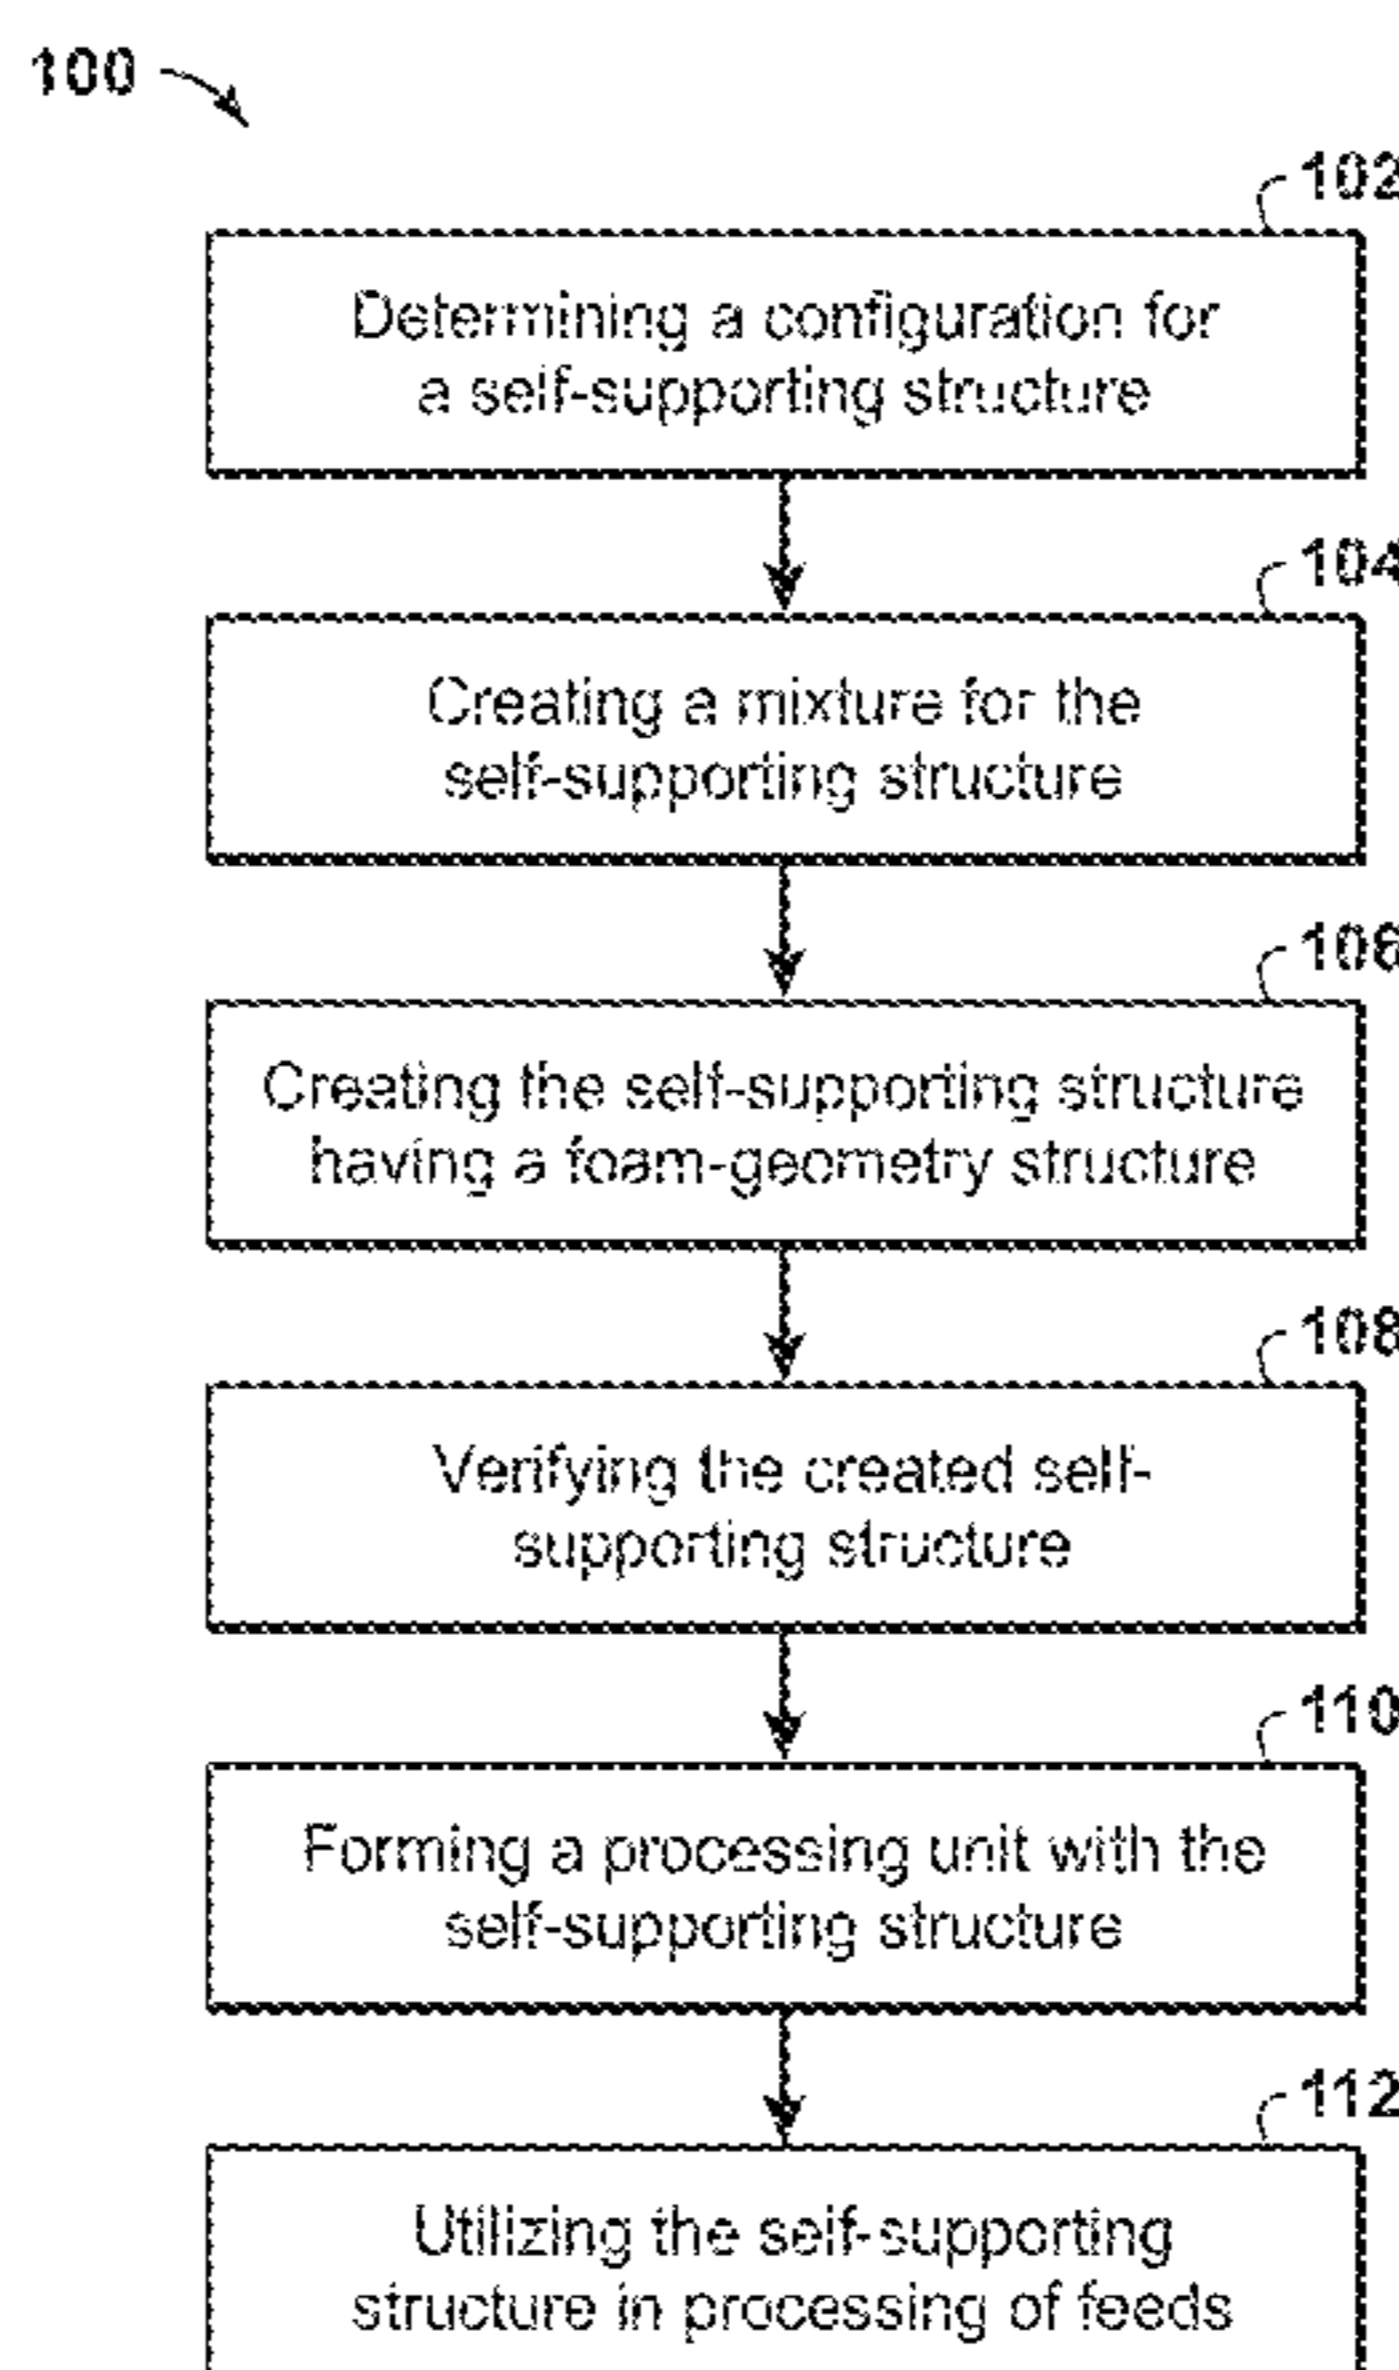 100
102
Determining a configuration for
a self-supporting structure
104
Creating a mixture for the
self-supporting structure
106
Creating the self-supporting structure
having a foam-geometry structure
108
Verifying the created self-
supporting structure
110
Forming a processing unit with the
self-supporting structure
112
Utilizing the self-supporting
structure in processing of feeds